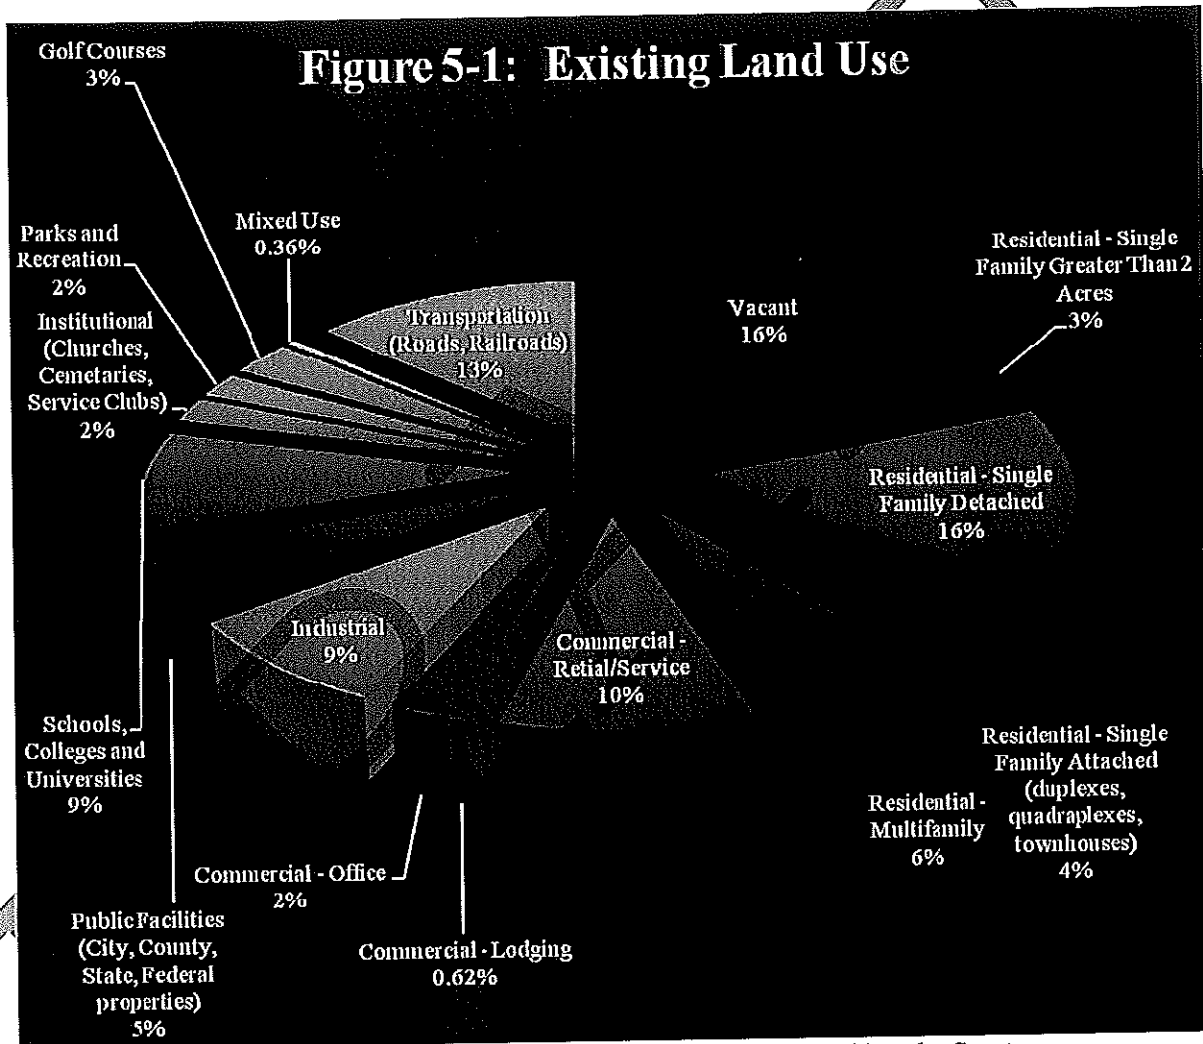 Figure 5-1: Existing Land Use
Golf Courses
3%
Mixed Use
0.36%
Parks and
Recreation
2%
Institutional
(Churches,
Cemetaries,
Service Clubs)
2%
Transportation
(Roads, Railroads)
13%
Vacant
16%
Residential - Single
Family Greater Than 2
Acres
3%
Residential - Single
Family Detached
16%
Industrial
9%
Commercial -
Retial/Service
10%
Schools,
Colleges and
Universities
9%
Residential - Single
Family Attached
(duplexes,
quadraplexes,
townhouses)
4%
Residential -
Multifamily
6%
Commercial - Office
2%
Public Facilities
(City, County,
State, Federal
properties)
5%
Commercial - Lodging
0.62%